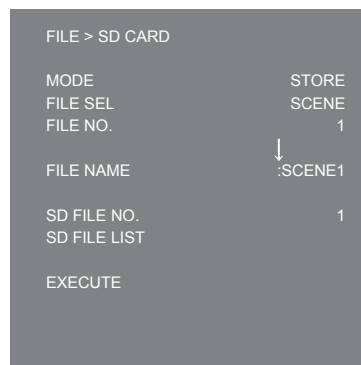 FILE > SD CARD
MODE STORE
FILE SEL SCENE
FILE NO. 1
↓
FILE NAME :SCENE1
SD FILE NO. 1
SD FILE LIST
EXECUTE